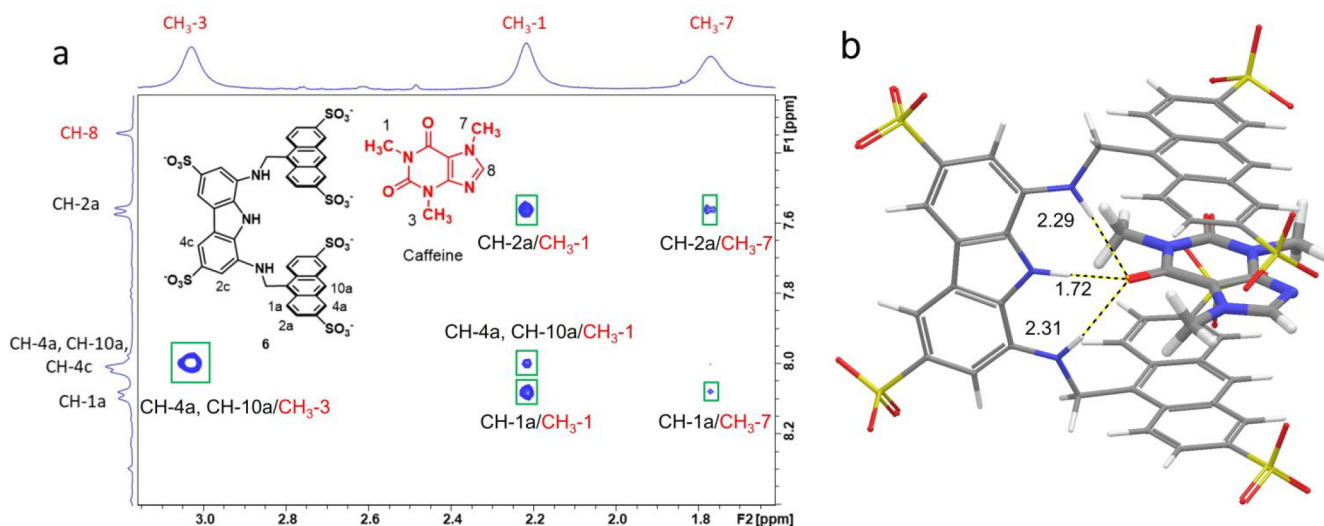 a
CH₃-3
CH₃-1
CH₃-7
CH-8
CH-2a
CH-4a, CH-10a,
CH-4c
CH-1a
⁻O₃S
SO₃⁻
NH
4c
NH
SO₃⁻
⁻O₃S
2c
NH
SO₃⁻
10a
1a
4a
2a
SO₃⁻
6
1
O
7
CH₃
H₃C
N
N
8
O
N
N
3
CH₃
Caffeine
CH-2a/CH₃-1
CH-2a/CH₃-7
CH-4a, CH-10a/CH₃-1
CH-4a, CH-10a/CH₃-3
CH-1a/CH₃-1
CH-1a/CH₃-7
F1 [ppm]
7.6
7.8
8.0
8.2
3.0
2.8
2.6
2.4
2.2
2.0
1.8
F2 [ppm]
b
2.29
1.72
2.31